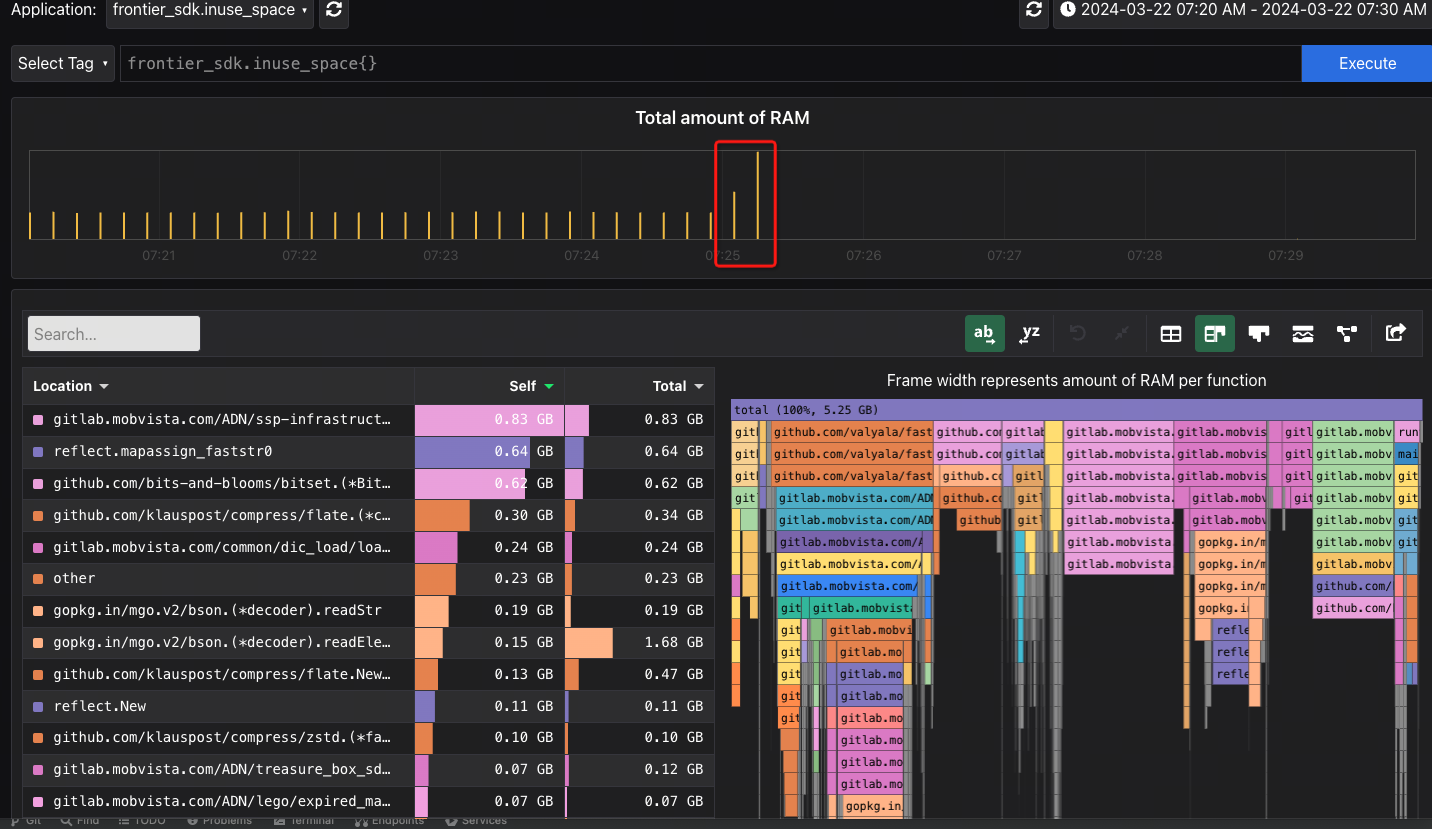 Application: frontier_sdk.inuse_space
2024-03-22 07:20 AM - 2024-03-22 07:30 AM
Select Tag
frontier_sdk.inuse_space{}
Execute
Total amount of RAM
07:21 07:22 07:23 07:24 07:25 07:26 07:27 07:28 07:29
Search...
ab yz
Location Self Total
gitlab.mobvista.com/ADN/ssp-infrastruct… 0.83 GB 0.83 GB
reflect.mapassign_faststr0 0.64 GB 0.64 GB
github.com/bits-and-blooms/bitset.(*Bit… 0.62 GB 0.62 GB
github.com/klauspost/compress/flate.(*c… 0.30 GB 0.34 GB
gitlab.mobvista.com/common/dic_load/loa… 0.24 GB 0.24 GB
other 0.23 GB 0.23 GB
gopkg.in/mgo.v2/bson.(*decoder).readStr 0.19 GB 0.19 GB
gopkg.in/mgo.v2/bson.(*decoder).readEle… 0.15 GB 1.68 GB
github.com/klauspost/compress/flate.New… 0.13 GB 0.47 GB
reflect.New 0.11 GB 0.11 GB
github.com/klauspost/compress/zstd.(*fa… 0.10 GB 0.10 GB
gitlab.mobvista.com/ADN/treasure_box_sd… 0.07 GB 0.12 GB
gitlab.mobvista.com/ADN/lego/expired_ma… 0.07 GB 0.07 GB
Frame width represents amount of RAM per function
total (100%, 5.25 GB)
github.com/valyala/fast github.com gitlab gitlab.mobvista. gitlab.mobvis gitl gitlab.mobv run
github.com/valyala/fast github.com gitlab gitlab.mobvista. gitlab.mobvis gitl gitlab.mobv mai
github.com/valyala/fast github.c gitl gitlab.mobvista. gitlab.mobvis gitl gitlab.mobv git
git gitlab.mobvista.com/ADN github.co gitl gitlab.mobvista. gitlab.mobv git gitlab.mobv git
gitlab.mobvista.com/ADN github gitl gitlab.mobvista. gitlab.mobv gitlab.mobv git
gitlab.mobvista.com/A gitlab.mobvista. gopkg.in/m gitlab.mobv git
gitlab.mobvista.com/A gitlab.mobvista gopkg.in/m gitlab.mobv git
gitlab.mobvista.com/ gopkg.in/m github.com/
git gitlab.mobvista gopkg.i github.com/
git gitlab.mobvi refle
git gitlab.mo refle
git gitlab.mo refle
git gitlab.mo
git gitlab.mo
gitlab.mo
gitlab.mo
gitlab.mo
gopkg.in
Git Find TODO Problems Terminal Endpoints Services